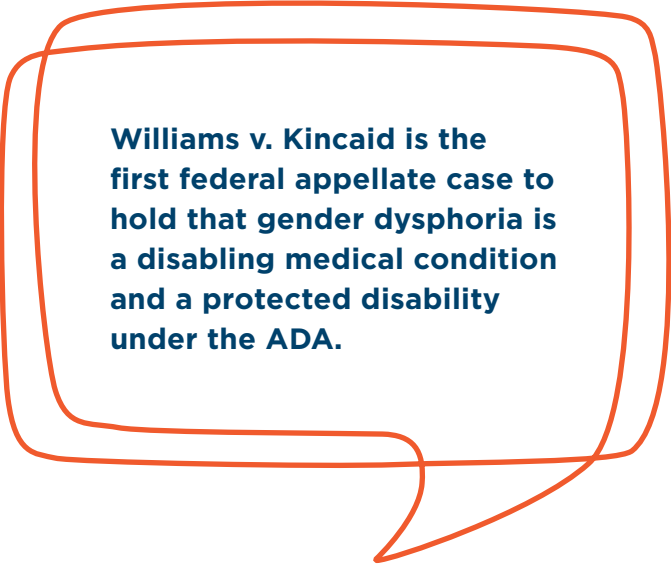 Williams v. Kincaid is the
first federal appellate case to
hold that gender dysphoria is
a disabling medical condition
and a protected disability
under the ADA.